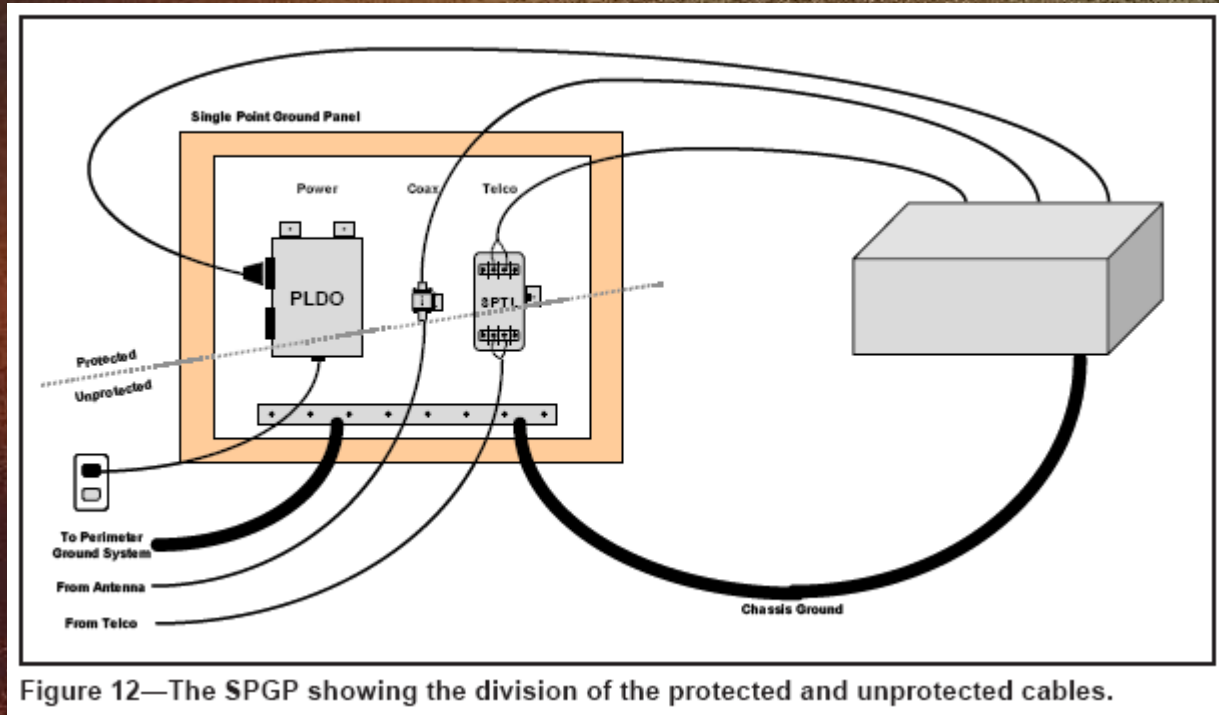 Single Point Ground Panel
Power
Coax
Telco
PLDO
SPTL
Protected
Unprotected
To Perimeter
Ground System
From Antenna
From Telco
Chassis Ground
Figure 12—The SPGP showing the division of the protected and unprotected cables.